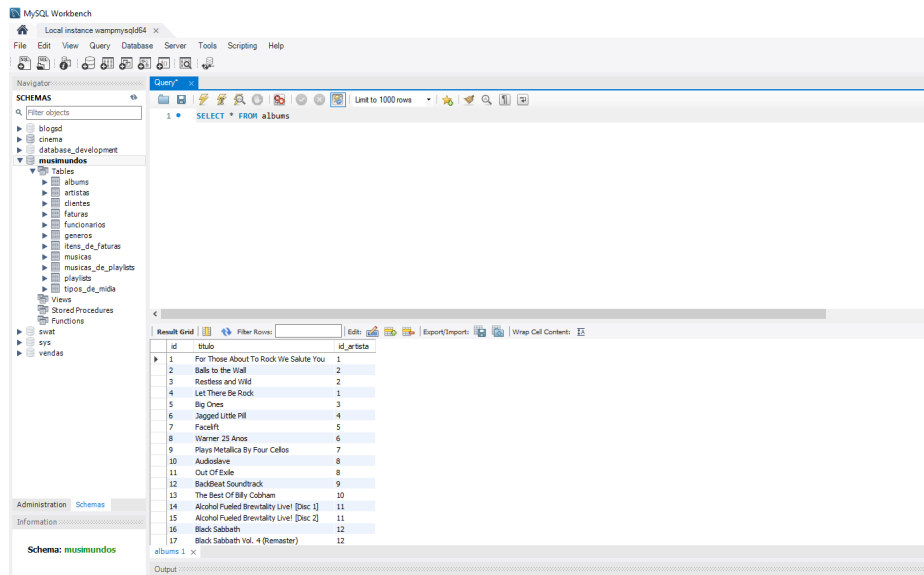 MySQL Workbench
Local instance wampmysqld64 ×
File Edit View Query Database Server Tools Scripting Help
Navigator
SCHEMAS
Filter objects
blogsd
cinema
database_development
musimundos
Tables
albums
artistas
clientes
faturas
funcionarios
generos
itens_de_faturas
musicas
musicas_de_playlists
playlists
tipos_de_midia
Views
Stored Procedures
Functions
swat
sys
vendas
Administration Schemas
Information
Schema: musimundos
Query* ×
Limit to 1000 rows
1 SELECT * FROM albums
Result Grid Filter Rows: Edit: Export/Import: Wrap Cell Content:
id titulo id_artista
1 For Those About To Rock We Salute You 1
2 Balls to the Wall 2
3 Restless and Wild 2
4 Let There Be Rock 1
5 Big Ones 3
6 Jagged Little Pill 4
7 Facelift 5
8 Warner 25 Anos 6
9 Plays Metallica By Four Cellos 7
10 Audioslave 8
11 Out Of Exile 8
12 BackBeat Soundtrack 9
13 The Best Of Billy Cobham 10
14 Alcohol Fueled Brewtality Live! [Disc 1] 11
15 Alcohol Fueled Brewtality Live! [Disc 2] 11
16 Black Sabbath 12
17 Black Sabbath Vol. 4 (Remaster) 12
albums 1 ×
Output